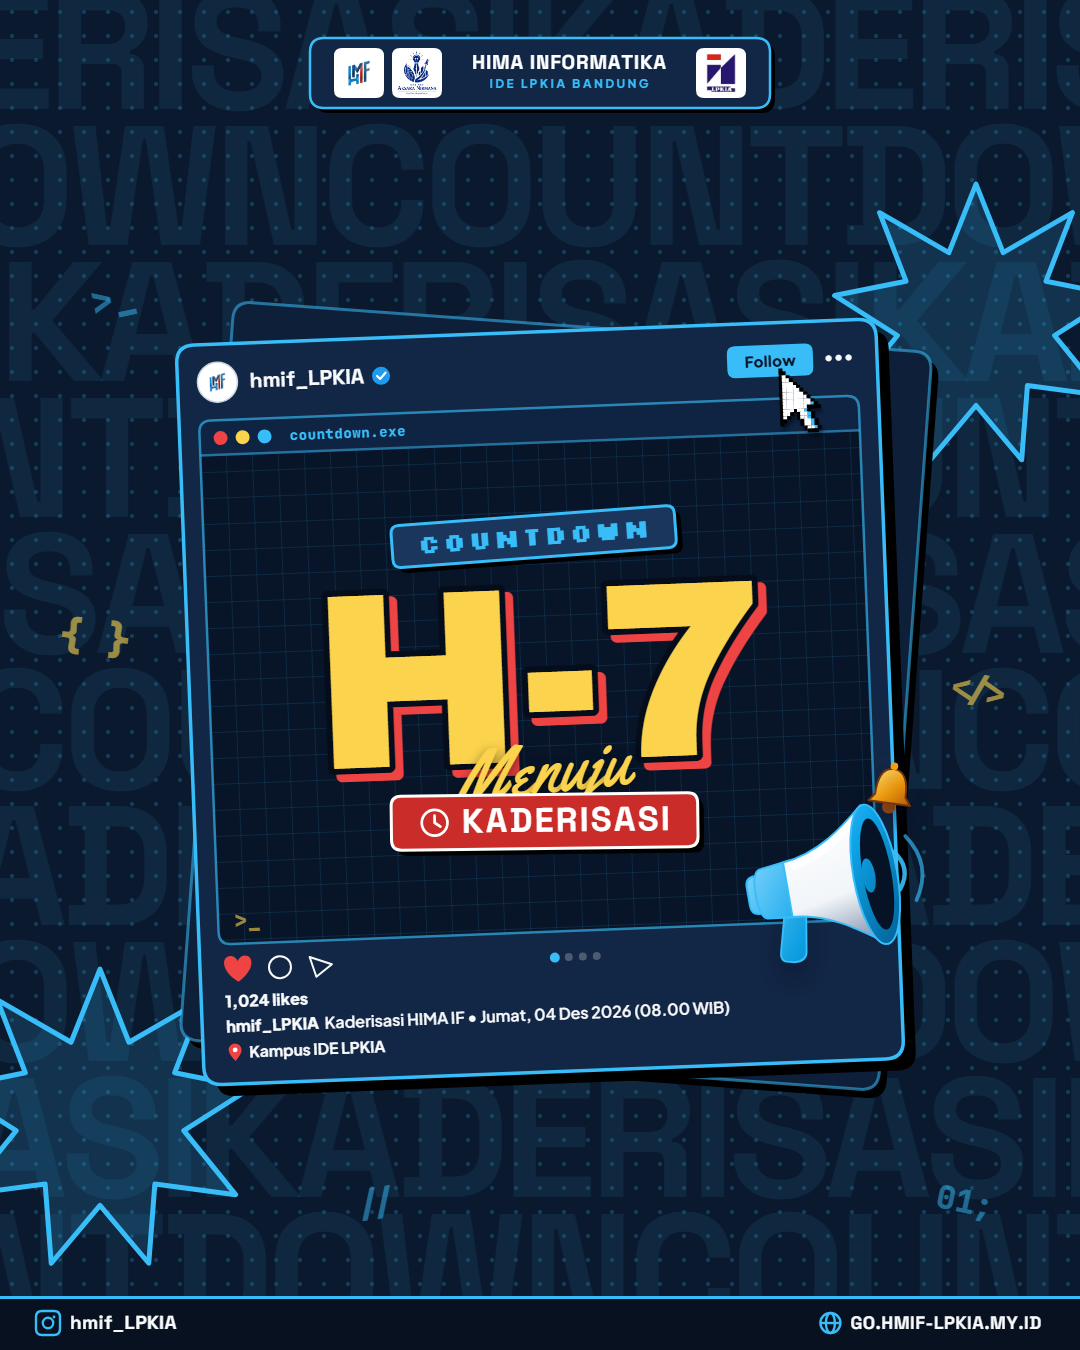 HIMA INFORMATIKA
IDE LPKIA BANDUNG
LPKIA
>_
hmif_LPKIA
Follow
countdown.exe
COUNTDOWN
H-7
Menuju
KADERISASI
{ }
</>
>_
1,024 likes
hmif_LPKIA Kaderisasi HIMA IF • Jumat, 04 Des 2026 (08.00 WIB)
Kampus IDE LPKIA
//
01;
hmif_LPKIA
GO.HMIF-LPKIA.MY.ID